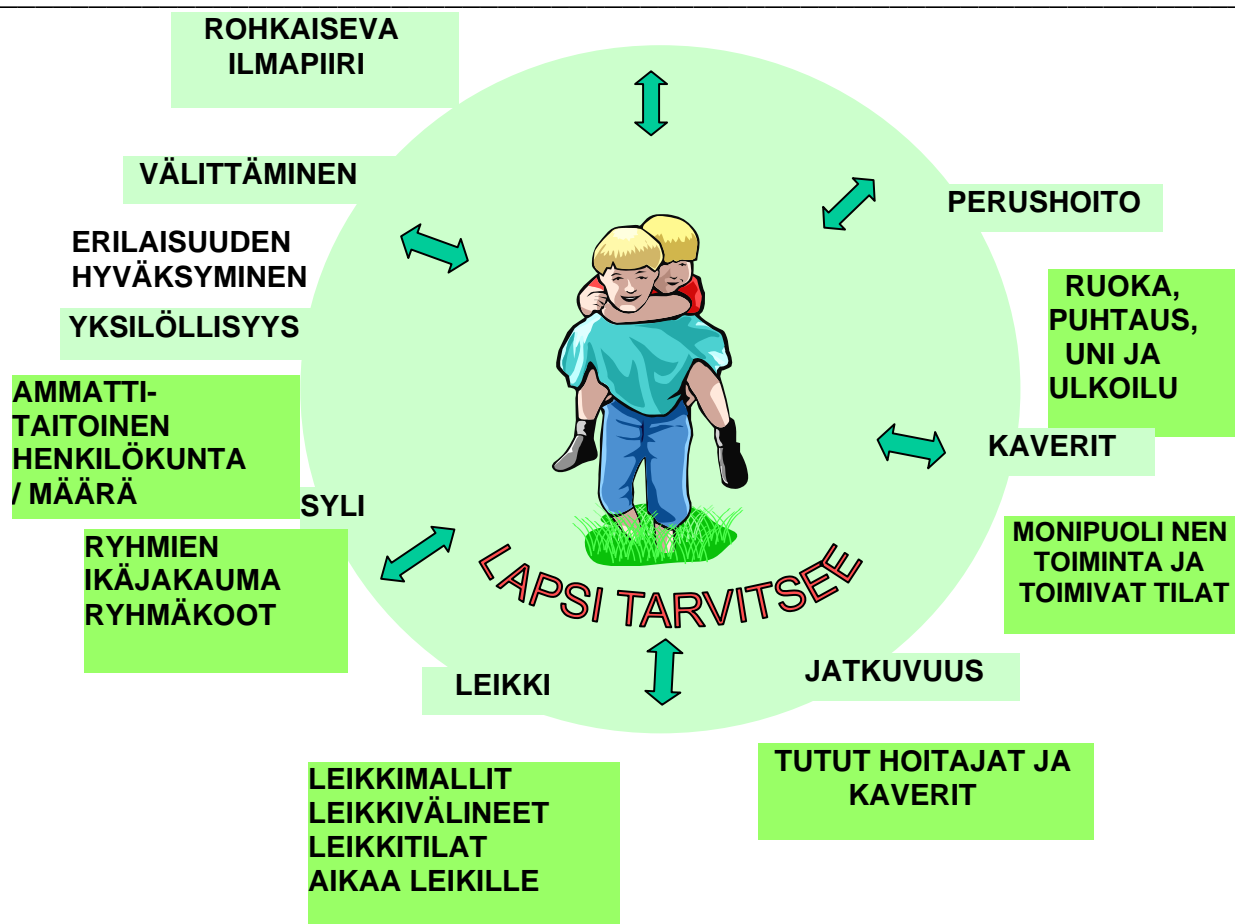 ROHKAISEVA
ILMAPIIRI
VÄLITTÄMINEN
ERILAISUUDEN
HYVÄKSYMINEN
YKSILÖLLISYYS
AMMATTI-
TAITOINEN
HENKILÖKUNTA
/ MÄÄRÄ
SYLI
RYHMIEN
IKÄJAKAUMA
RYHMÄKOOT
PERUSHOITO
RUOKA,
PUHTAUS,
UNI JA
ULKOILU
KAVERIT
MONIPUOLI NEN
TOIMINTA JA
TOIMIVAT TILAT
LAPSI TARVITSEE
LEIKKI
JATKUVUUS
LEIKKIMALLIT
LEIKKIVÄLINEET
LEIKKITILAT
AIKAA LEIKILLE
TUTUT HOITAJAT JA
KAVERIT